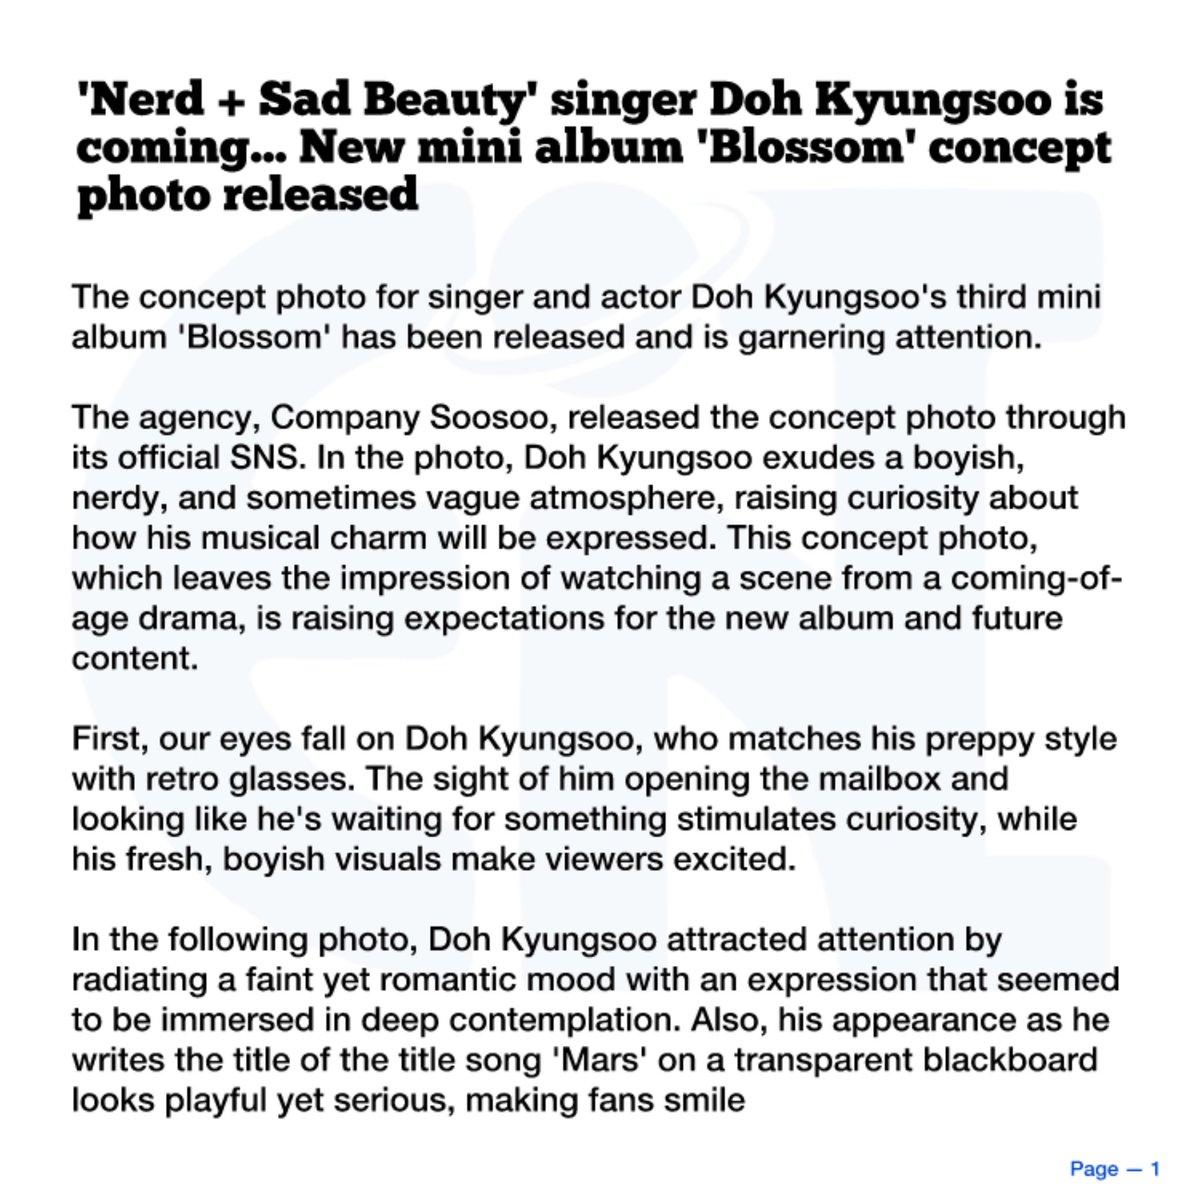 'Nerd + Sad Beauty' singer Doh Kyungsoo is
coming... New mini album 'Blossom' concept
photo released
The concept photo for singer and actor Doh Kyungsoo's third mini
album 'Blossom' has been released and is garnering attention.
The agency, Company Soosoo, released the concept photo through
its official SNS. In the photo, Doh Kyungsoo exudes a boyish,
nerdy, and sometimes vague atmosphere, raising curiosity about
how his musical charm will be expressed. This concept photo,
which leaves the impression of watching a scene from a coming-of-
age drama, is raising expectations for the new album and future
content.
First, our eyes fall on Doh Kyungsoo, who matches his preppy style
with retro glasses. The sight of him opening the mailbox and
looking like he's waiting for something stimulates curiosity, while
his fresh, boyish visuals make viewers excited.
In the following photo, Doh Kyungsoo attracted attention by
radiating a faint yet romantic mood with an expression that seemed
to be immersed in deep contemplation. Also, his appearance as he
writes the title of the title song 'Mars' on a transparent blackboard
looks playful yet serious, making fans smile
Page — 1